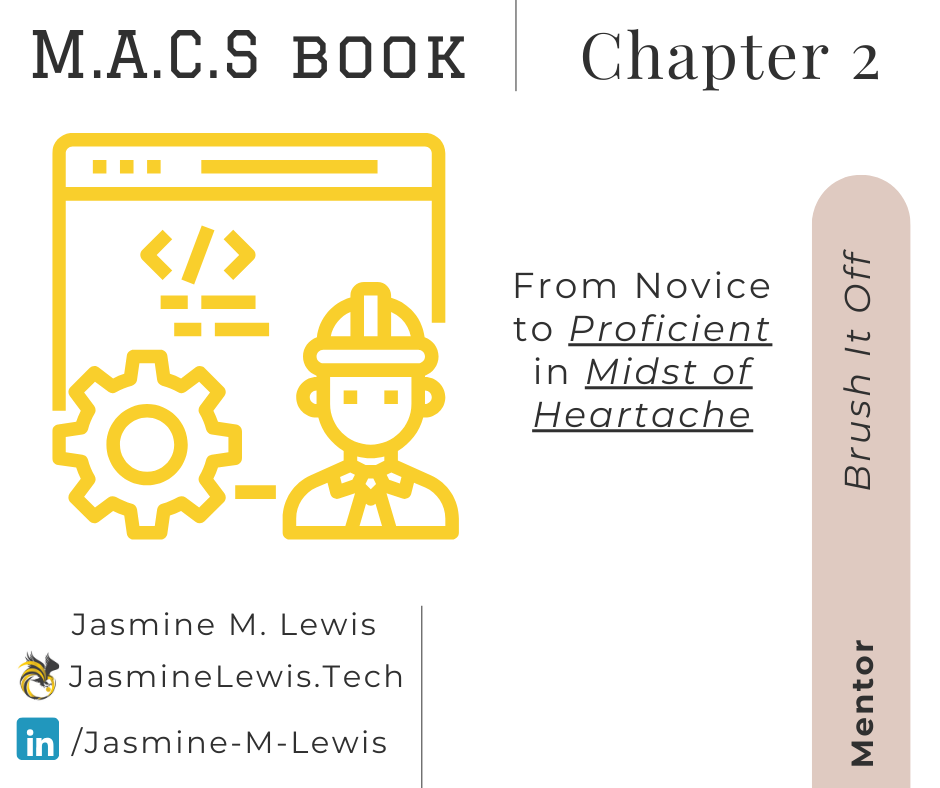 M.A.C.S BOOK
Chapter 2
</>
From Novice
to Proficient
in Midst of
Heartache
Brush It Off
Mentor
Jasmine M. Lewis
JasmineLewis.Tech
in /Jasmine-M-Lewis